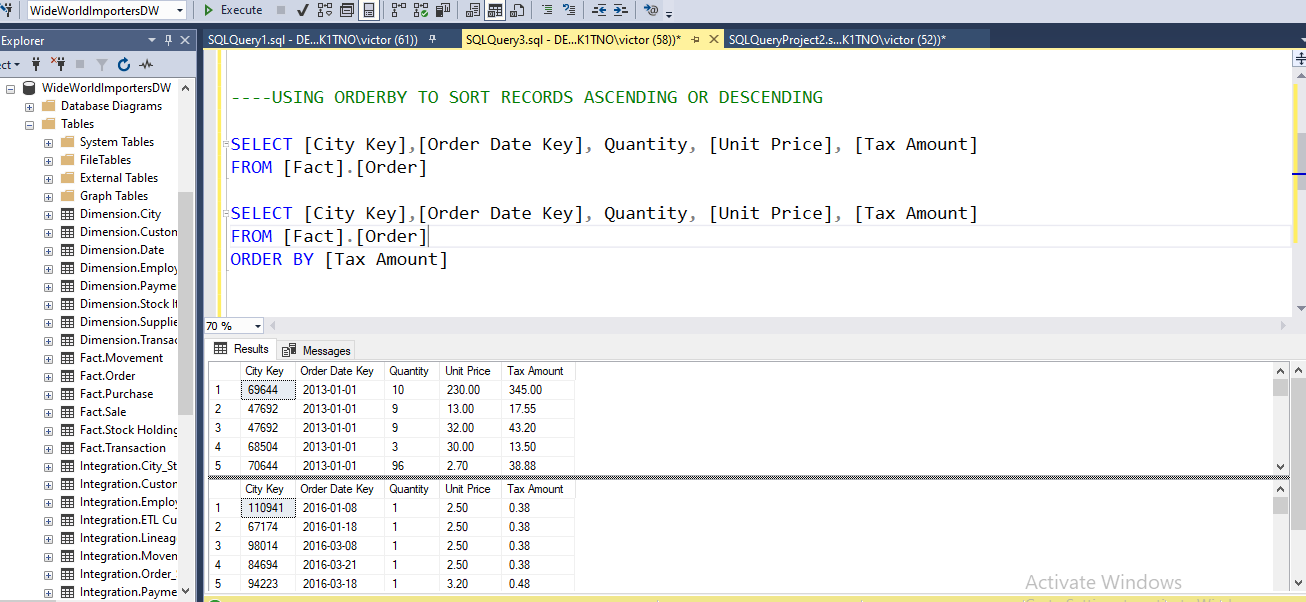 WideWorldImportersDW
Execute
Explorer
SQLQuery1.sql - DE...K1TNO\victor (61))
SQLQuery3.sql - DE...K1TNO\victor (58))*
SQLQueryProject2.s...K1TNO\victor (52))*
ect
WideWorldImportersDW
Database Diagrams
Tables
System Tables
FileTables
External Tables
Graph Tables
Dimension.City
Dimension.Custon
Dimension.Date
Dimension.Employ
Dimension.Payme
Dimension.Stock It
Dimension.Supplie
Dimension.Transac
Fact.Movement
Fact.Order
Fact.Purchase
Fact.Sale
Fact.Stock Holding
Fact.Transaction
Integration.City_St
Integration.Custor
Integration.Employ
Integration.ETL Cu
Integration.Lineag
Integration.Moven
Integration.Order_
Integration.Payme
----USING ORDERBY TO SORT RECORDS ASCENDING OR DESCENDING
SELECT [City Key],[Order Date Key], Quantity, [Unit Price], [Tax Amount]
FROM [Fact].[Order]
SELECT [City Key],[Order Date Key], Quantity, [Unit Price], [Tax Amount]
FROM [Fact].[Order]
ORDER BY [Tax Amount]
70 %
Results Messages
City Key Order Date Key Quantity Unit Price Tax Amount
1 69644 2013-01-01 10 230.00 345.00
2 47692 2013-01-01 9 13.00 17.55
3 47692 2013-01-01 9 32.00 43.20
4 68504 2013-01-01 3 30.00 13.50
5 70644 2013-01-01 96 2.70 38.88
City Key Order Date Key Quantity Unit Price Tax Amount
1 110941 2016-01-08 1 2.50 0.38
2 67174 2016-01-18 1 2.50 0.38
3 98014 2016-03-08 1 2.50 0.38
4 84694 2016-03-21 1 2.50 0.38
5 94223 2016-03-18 1 3.20 0.48
Activate Windows